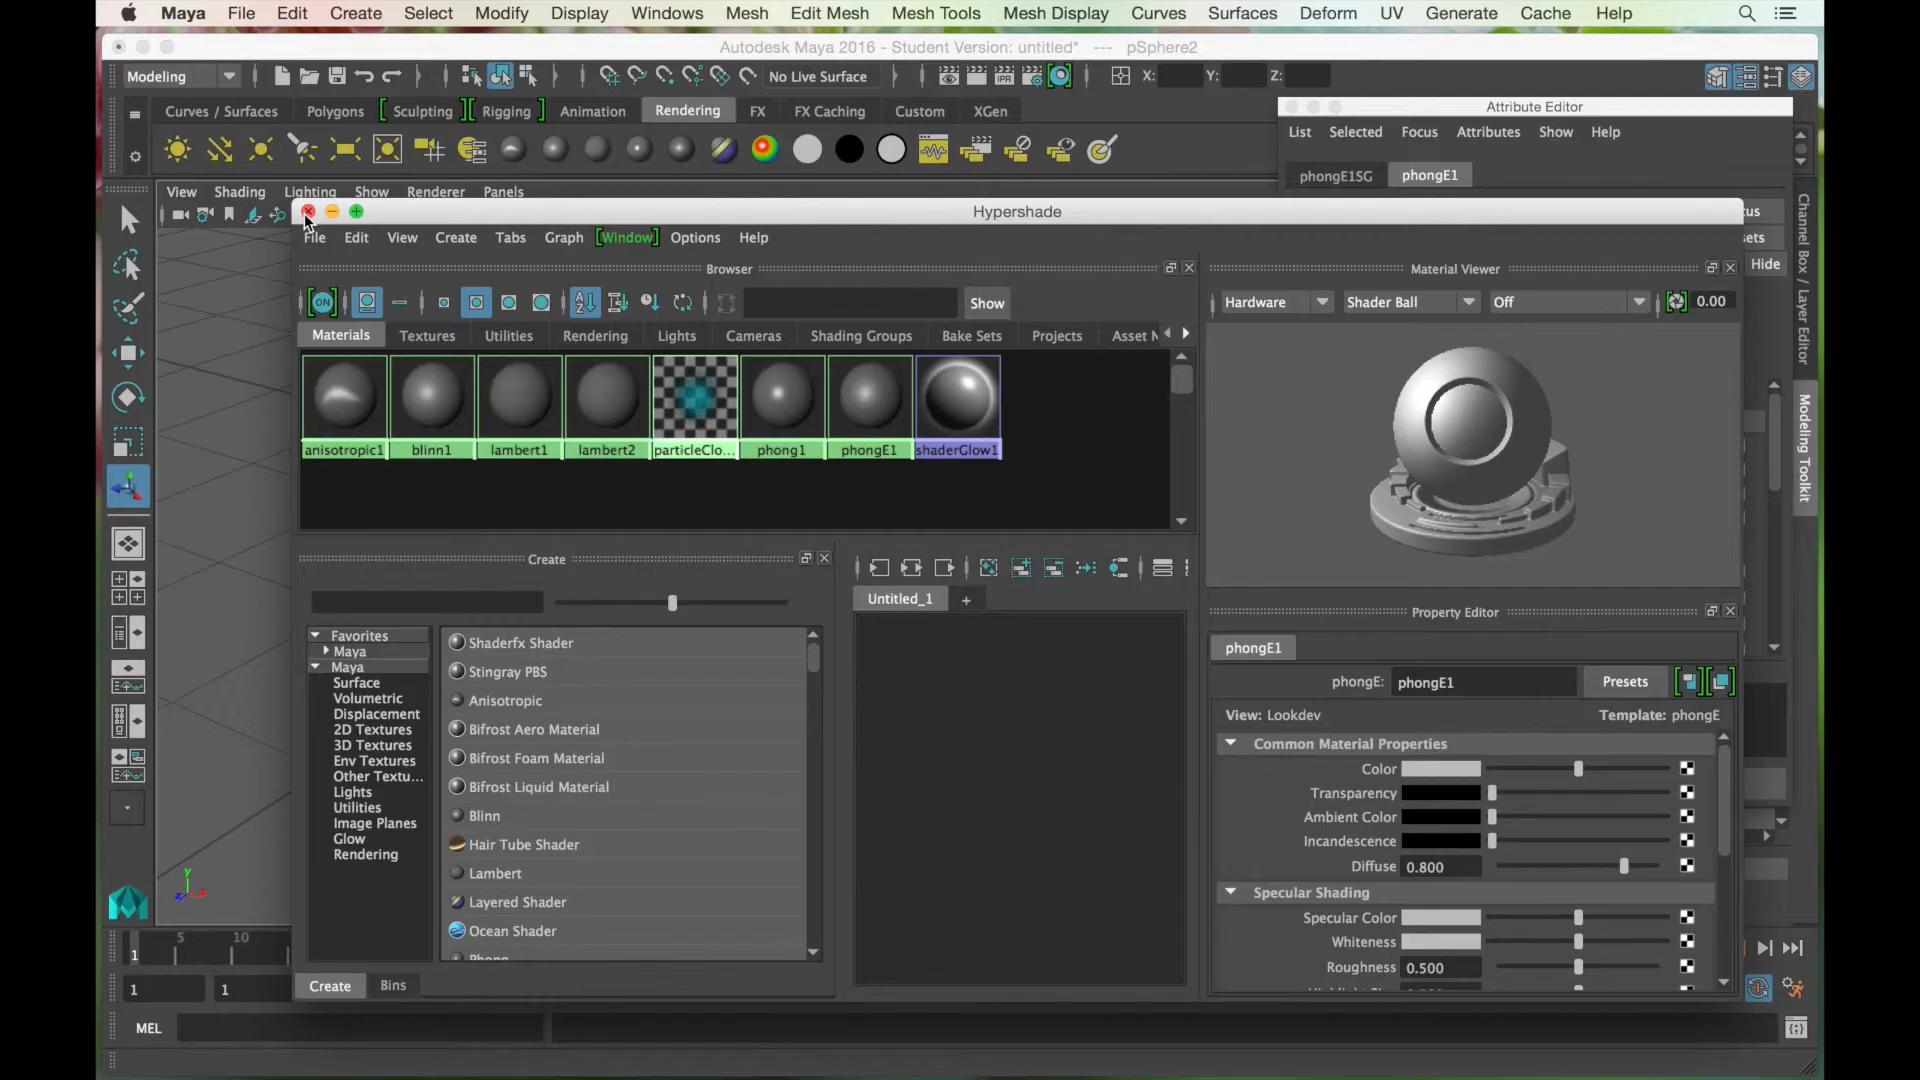 Maya File Edit Create Select Modify Display Windows Mesh Edit Mesh Mesh Tools Mesh Display Curves Surfaces Deform UV Generate Cache Help
Autodesk Maya 2016 - Student Version: untitled* --- pSphere2
Modeling No Live Surface X: Y: Z:
Curves / Surfaces Polygons Sculpting Rigging Animation Rendering FX FX Caching Custom XGen
Attribute Editor
List Selected Focus Attributes Show Help
phongE1SG phongE1
View Shading Lighting Show Renderer Panels
Hypershade
File Edit View Create Tabs Graph [Window] Options Help
Hide
Browser
Material Viewer
ON Show
Hardware Shader Ball Off 0.00
Materials Textures Utilities Rendering Lights Cameras Shading Groups Bake Sets Projects Asset N
anisotropic1 blinn1 lambert1 lambert2 particleClo... phong1 phongE1 shaderGlow1
Channel Box / Layer Editor
Modeling Toolkit
Create
Untitled_1 +
Favorites
Maya
Maya
Surface
Volumetric
Displacement
2D Textures
3D Textures
Env Textures
Other Textu...
Lights
Utilities
Image Planes
Glow
Rendering
Shaderfx Shader
Stingray PBS
Anisotropic
Bifrost Aero Material
Bifrost Foam Material
Bifrost Liquid Material
Blinn
Hair Tube Shader
Lambert
Layered Shader
Ocean Shader
Phong
Create Bins
Property Editor
phongE1
phongE: phongE1 Presets
View: Lookdev Template: phongE
Common Material Properties
Color
Transparency
Ambient Color
Incandescence
Diffuse 0.800
Specular Shading
Specular Color
Whiteness
Roughness 0.500
y
z x
1 5 10
1 1
MEL